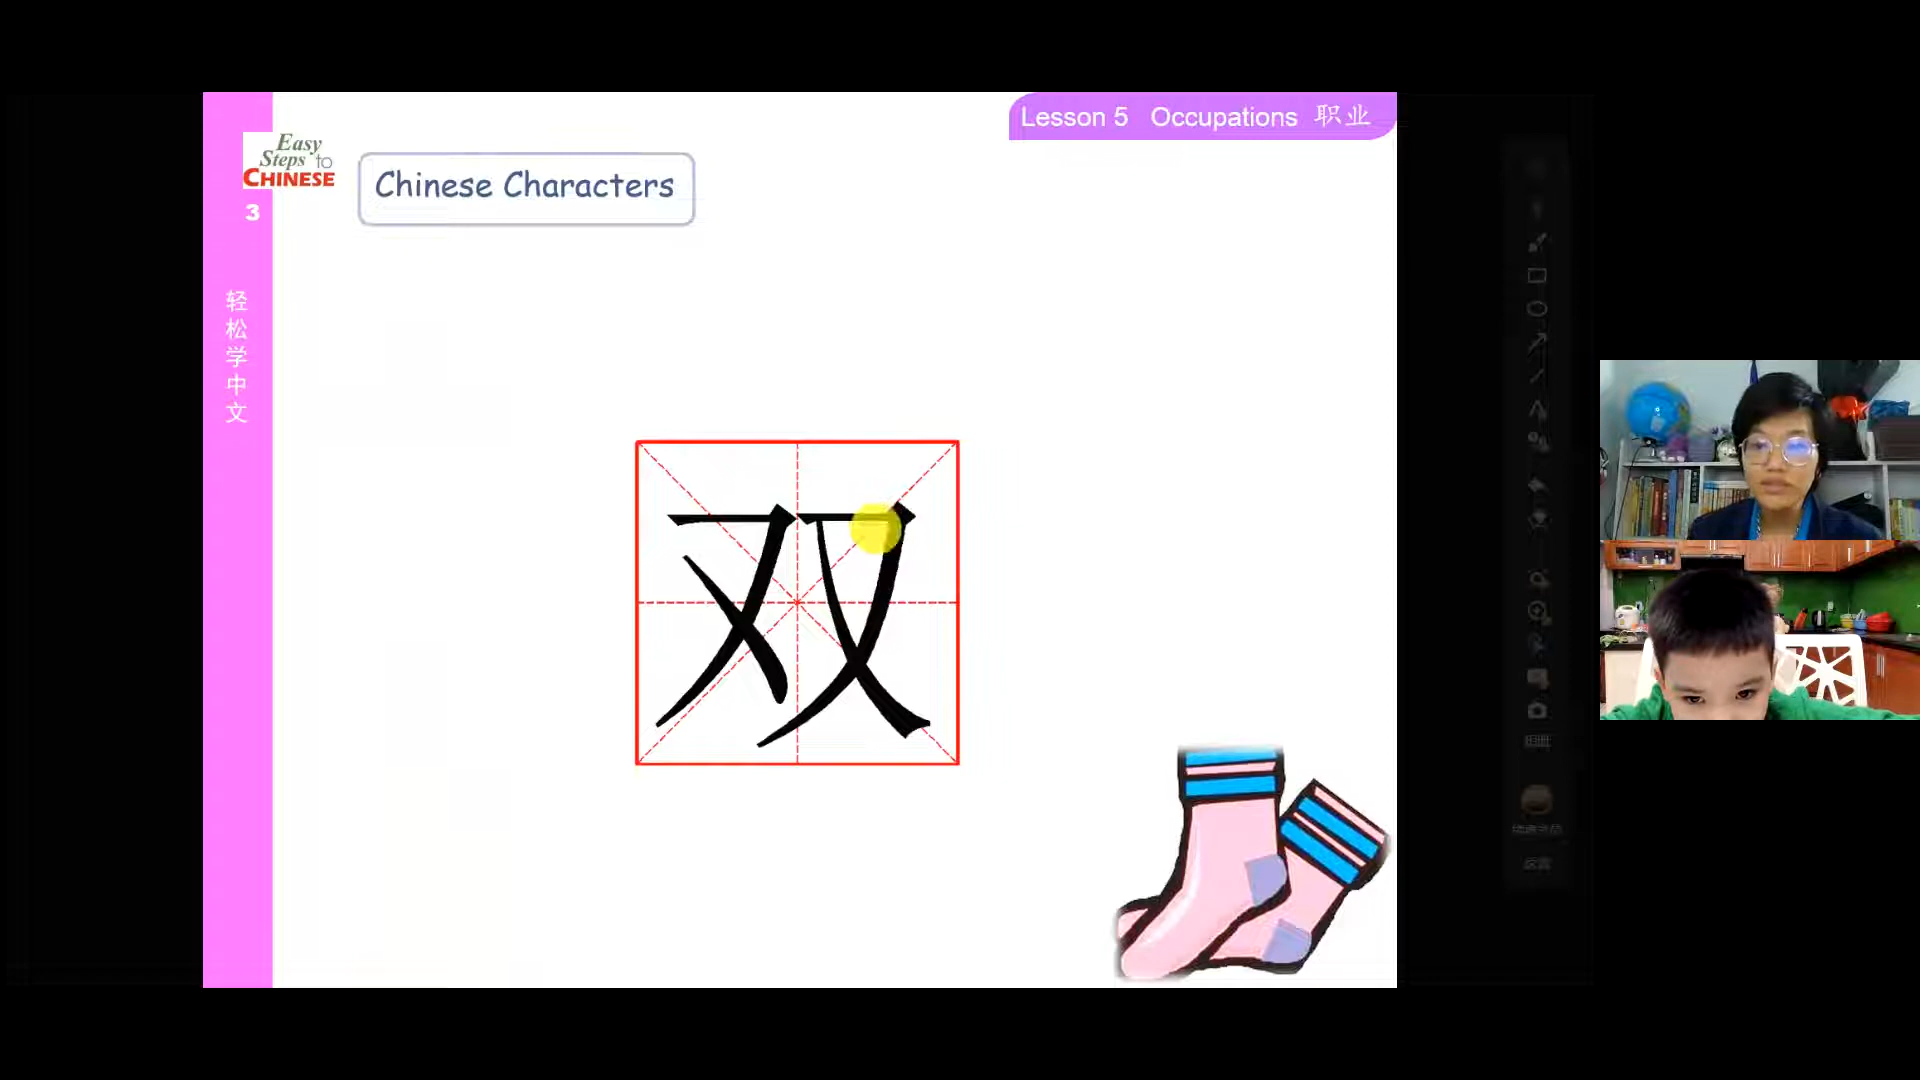 Lesson 5 Occupations 职业
Easy
Steps to
CHINESE
3
Chinese Characters
轻松学中文
双